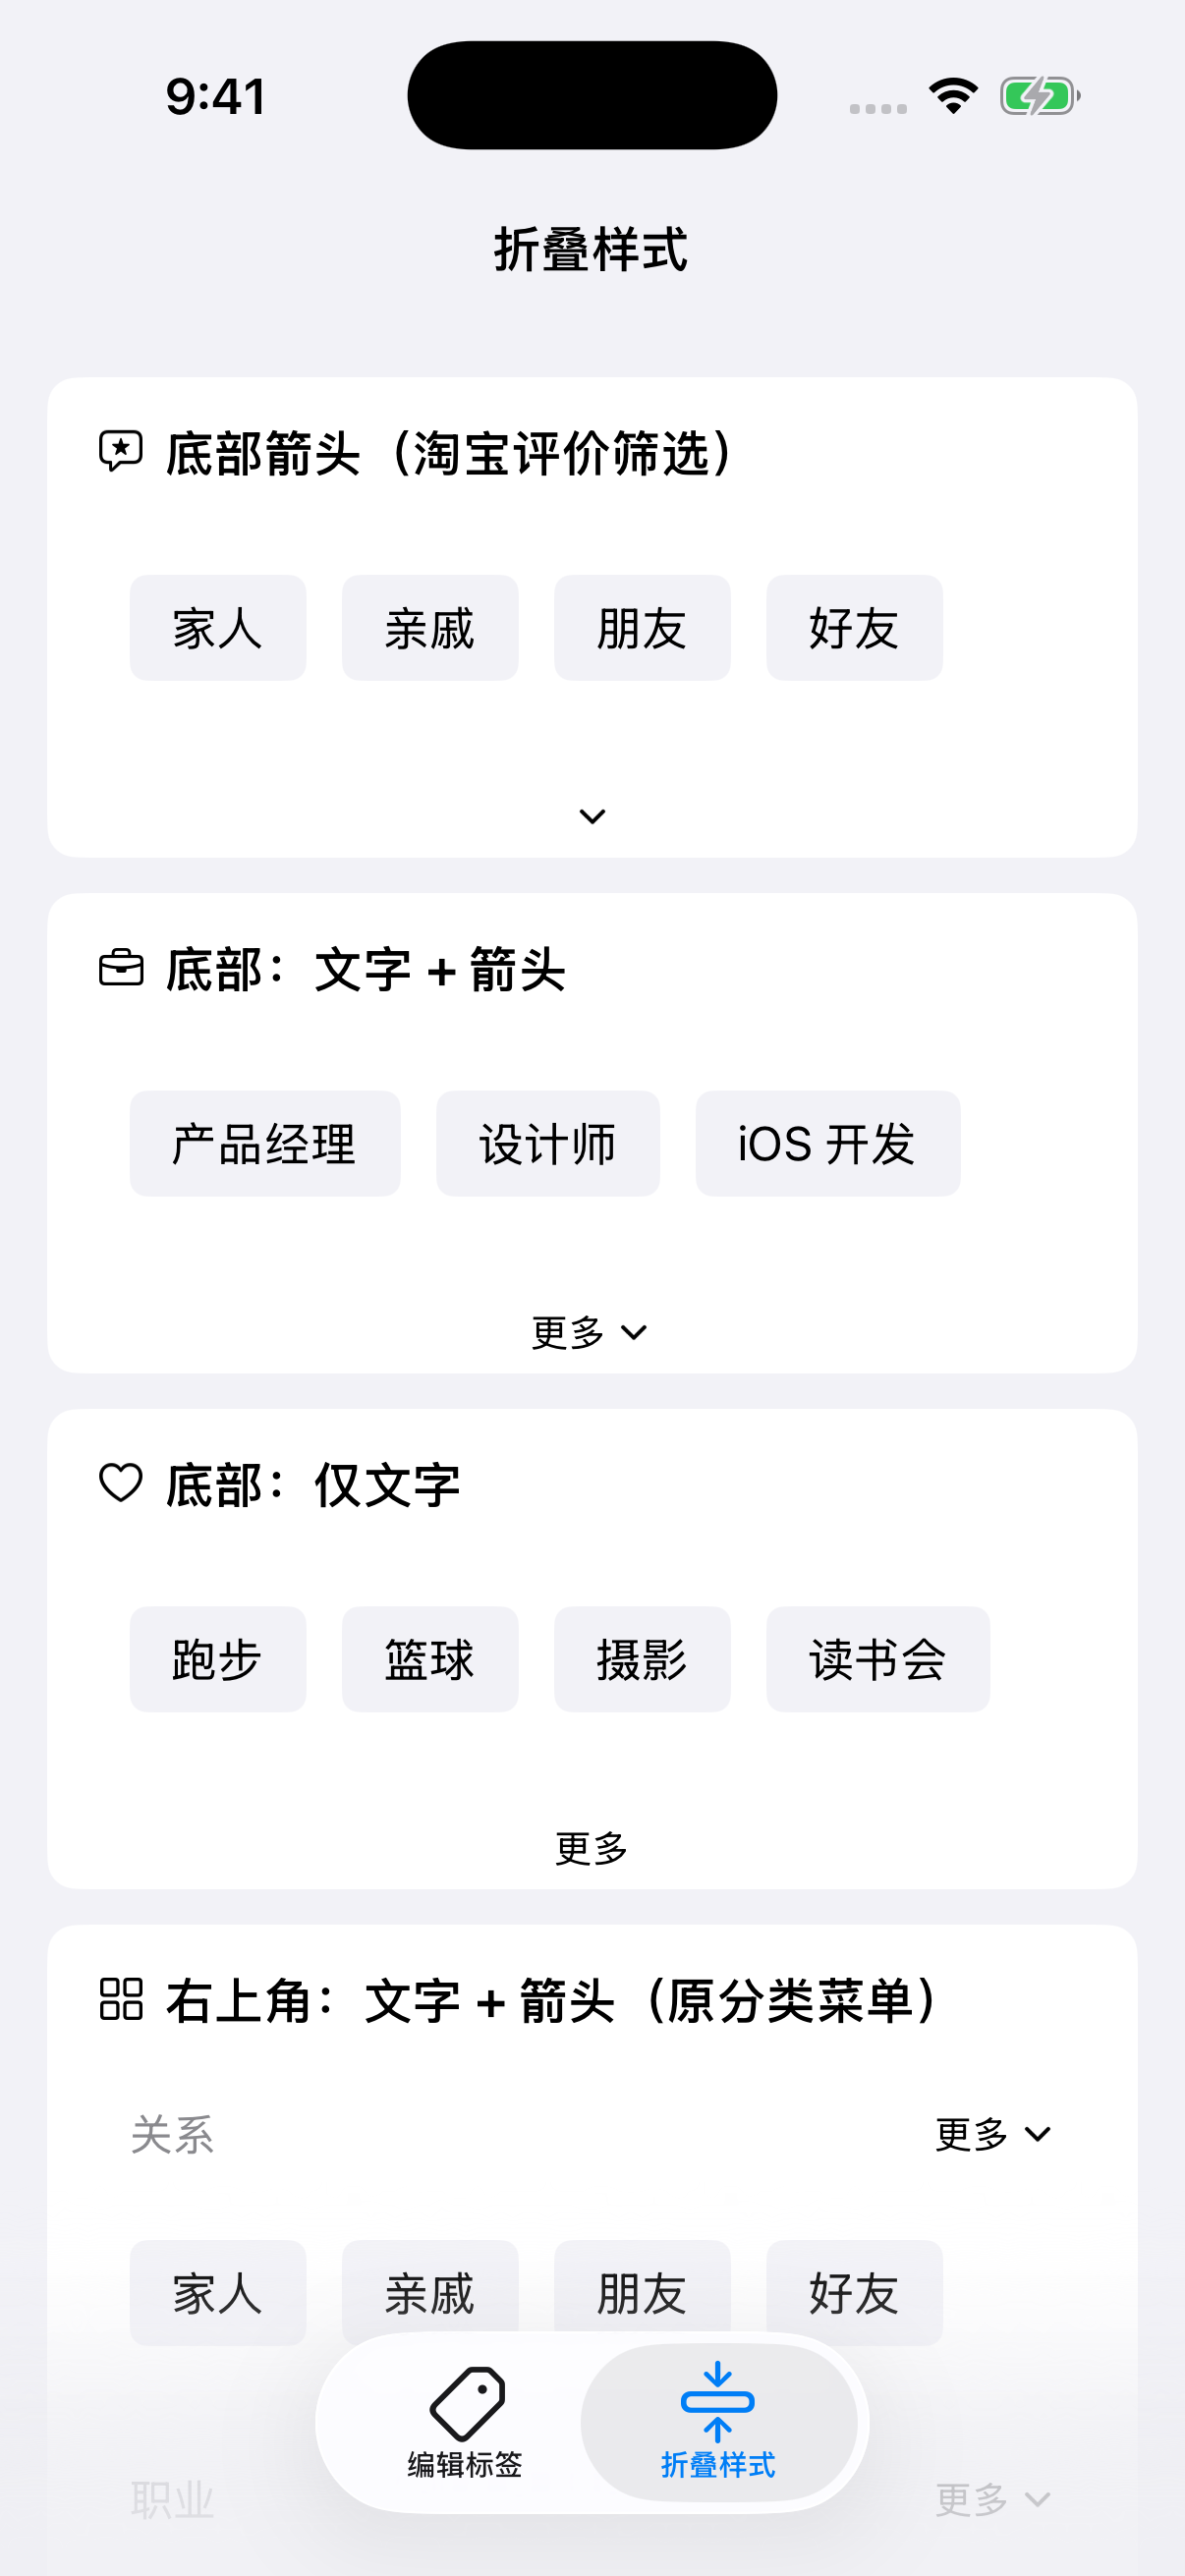 9:41
折叠样式
底部箭头（淘宝评价筛选）
家人 亲戚 朋友 好友
底部：文字 + 箭头
产品经理 设计师 iOS 开发
更多
底部：仅文字
跑步 篮球 摄影 读书会
更多
右上角：文字 + 箭头（原分类菜单）
关系 更多
家人 亲戚 朋友 好友
编辑标签 折叠样式
职业 更多